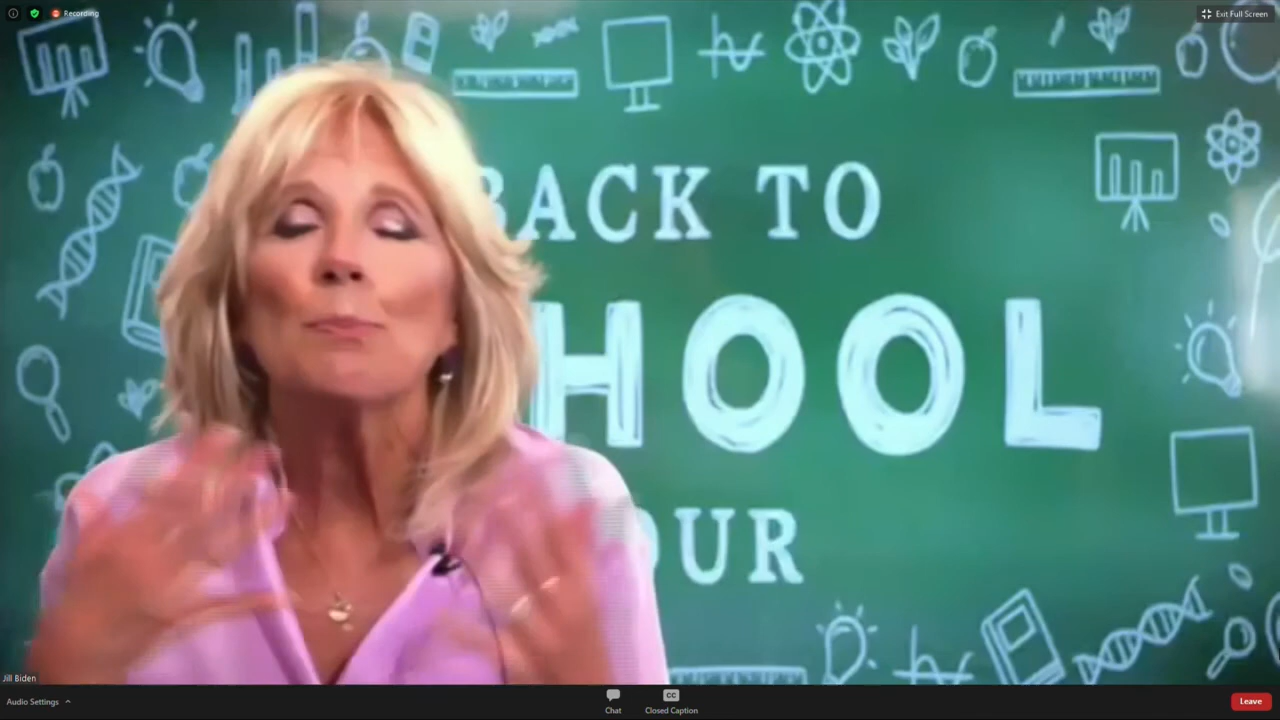 Recording
Exit Full Screen
BACK TO
HOOL
OUR
Jill Biden
Audio Settings
Chat
CC
Closed Caption
Leave